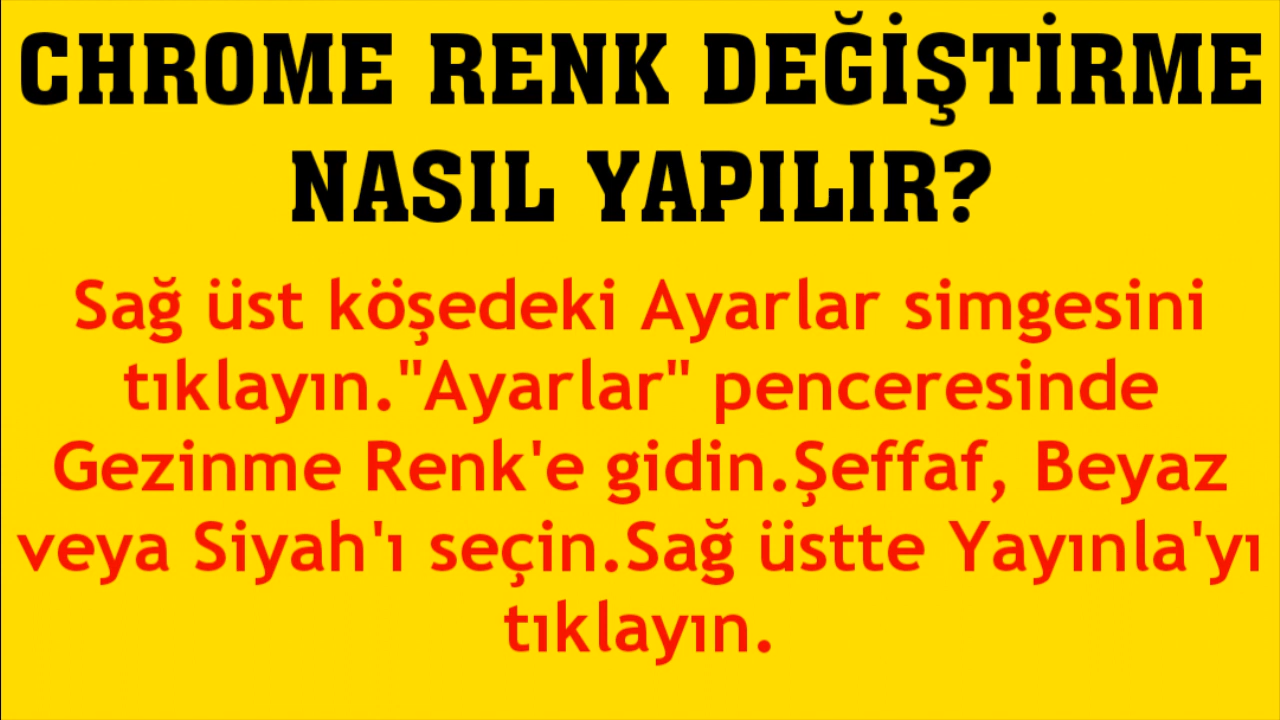 CHROME RENK DEĞİŞTİRME
NASIL YAPILIR?
Sağ üst köşedeki Ayarlar simgesini
tıklayın."Ayarlar" penceresinde
Gezinme Renk'e gidin.Şeffaf, Beyaz
veya Siyah'ı seçin.Sağ üstte Yayınla'yı
tıklayın.